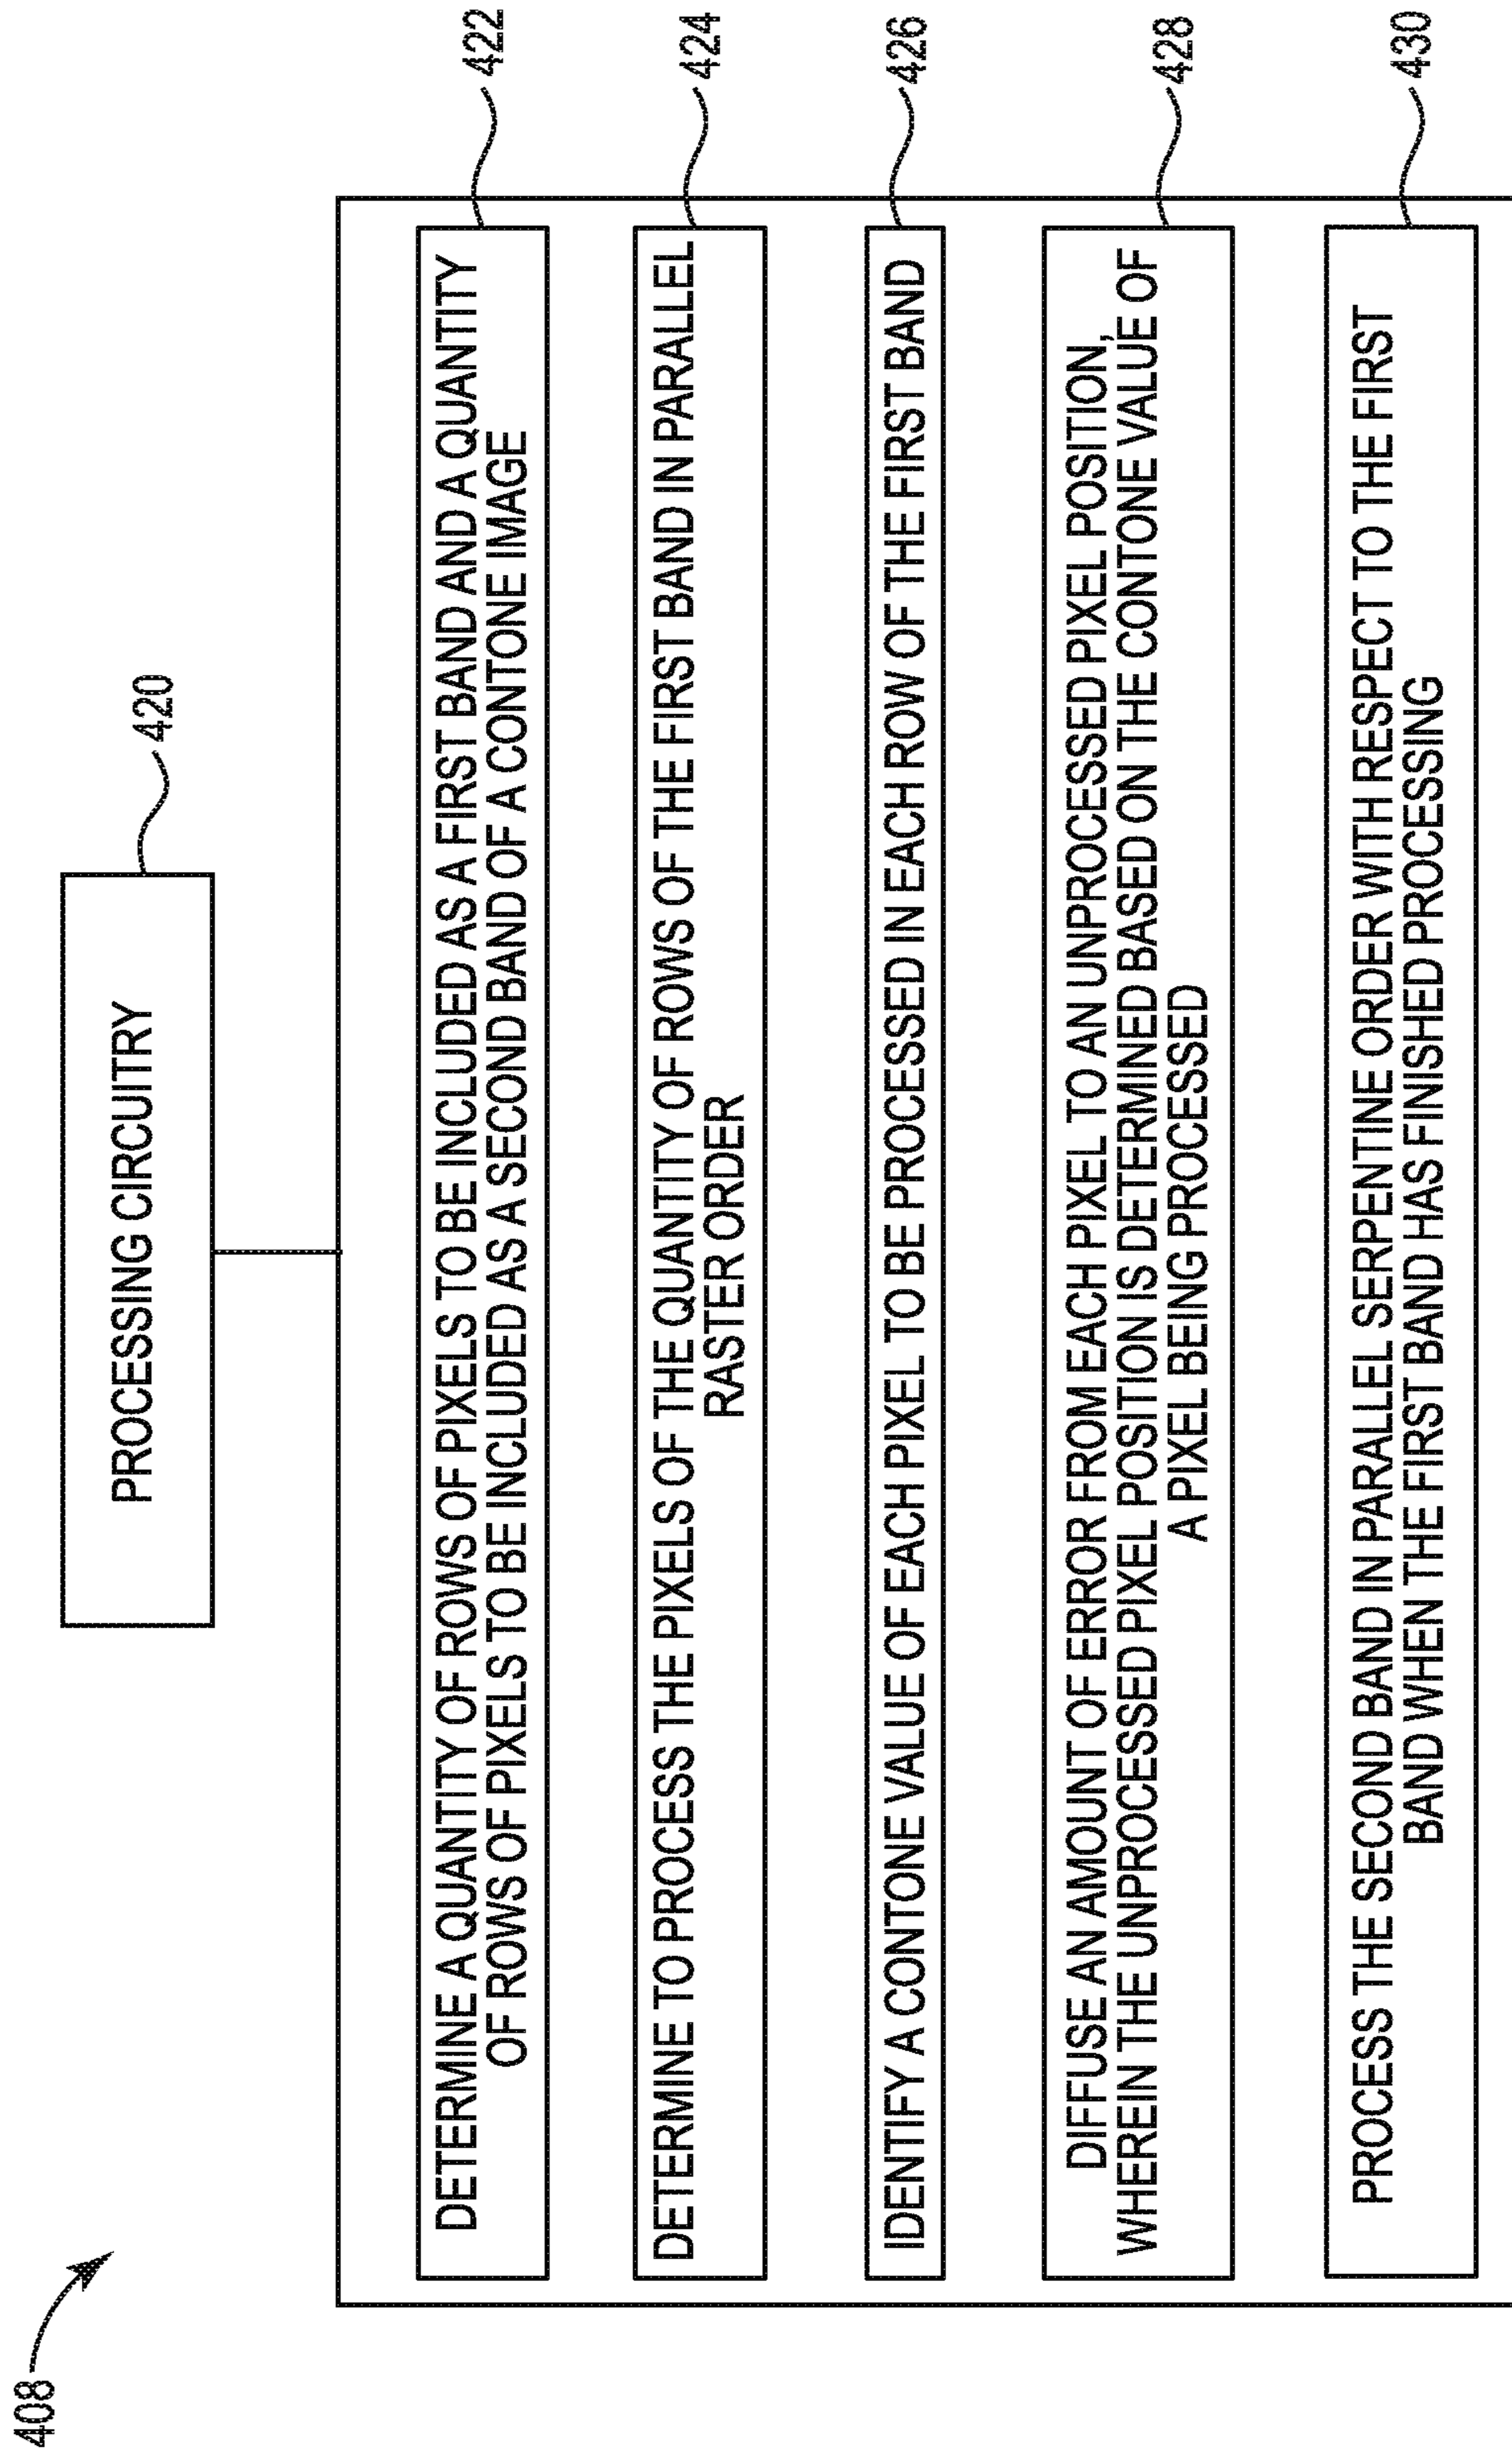 408
PROCESSING CIRCUITRY
420
DETERMINE A QUANTITY OF ROWS OF PIXELS TO BE INCLUDED AS A FIRST BAND AND A QUANTITY
OF ROWS OF PIXELS TO BE INCLUDED AS A SECOND BAND OF A CONTONE IMAGE
422
DETERMINE TO PROCESS THE PIXELS OF THE QUANTITY OF ROWS OF THE FIRST BAND IN PARALLEL
RASTER ORDER
424
IDENTIFY A CONTONE VALUE OF EACH PIXEL TO BE PROCESSED IN EACH ROW OF THE FIRST BAND
426
DIFFUSE AN AMOUNT OF ERROR FROM EACH PIXEL TO AN UNPROCESSED PIXEL POSITION,
WHEREIN THE UNPROCESSED PIXEL POSITION IS DETERMINED BASED ON THE CONTONE VALUE OF
A PIXEL BEING PROCESSED
428
PROCESS THE SECOND BAND IN PARALLEL SERPENTINE ORDER WITH RESPECT TO THE FIRST
BAND WHEN THE FIRST BAND HAS FINISHED PROCESSING
430